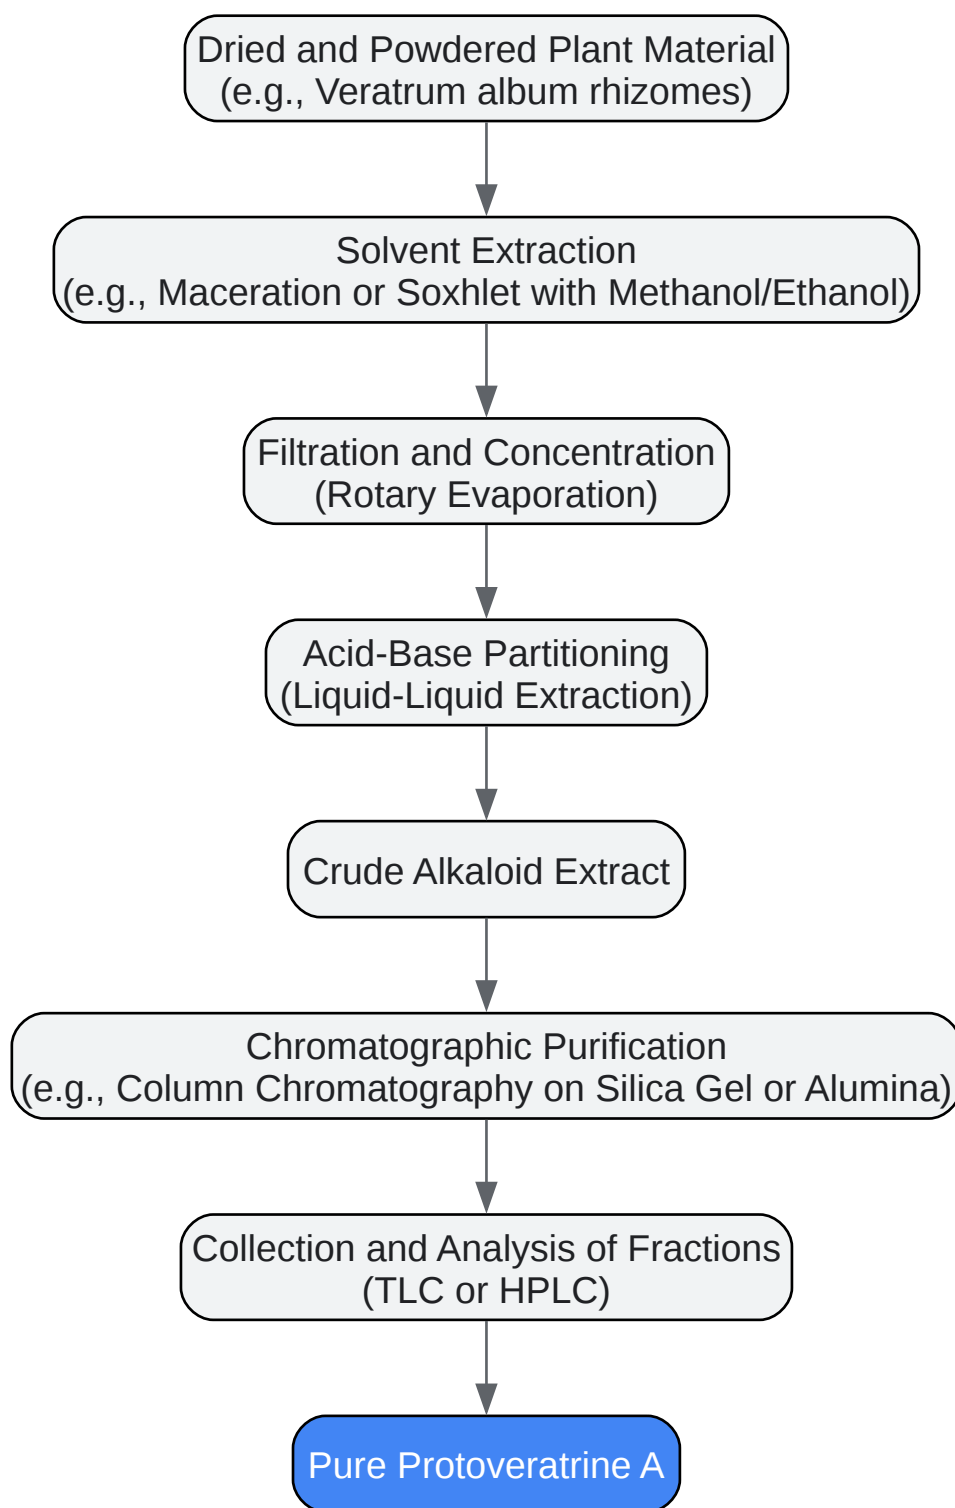 Dried and Powdered Plant Material
(e.g., Veratrum album rhizomes)
Solvent Extraction
(e.g., Maceration or Soxhlet with Methanol/Ethanol)
Filtration and Concentration
(Rotary Evaporation)
Acid-Base Partitioning
(Liquid-Liquid Extraction)
Crude Alkaloid Extract
Chromatographic Purification
(e.g., Column Chromatography on Silica Gel or Alumina)
Collection and Analysis of Fractions
(TLC or HPLC)
Pure Protoveratrine A